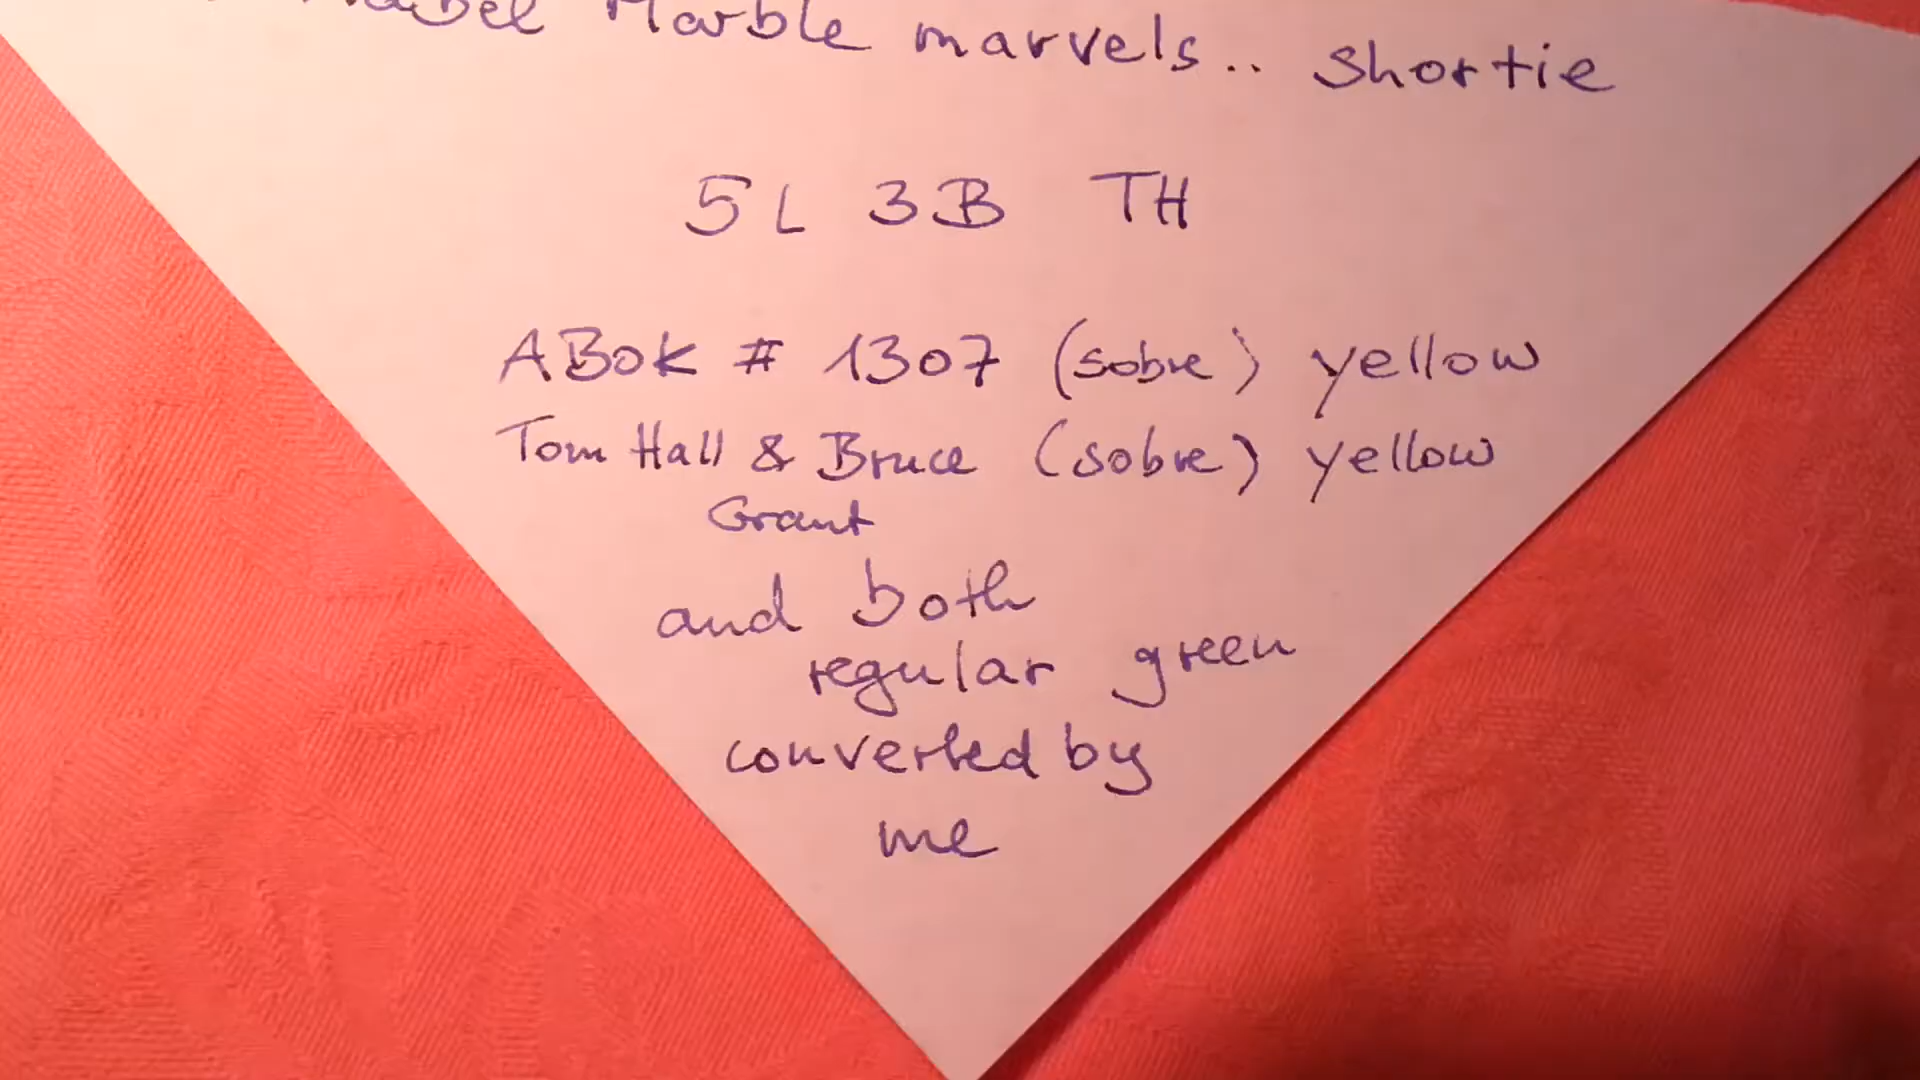 Marble marvels.. shortie
5L 3B TH
ABOK # 1307 (sobre) yellow
Tom Hall & Bruce (sobre) yellow
Grant
and both
regular green
converted by
me